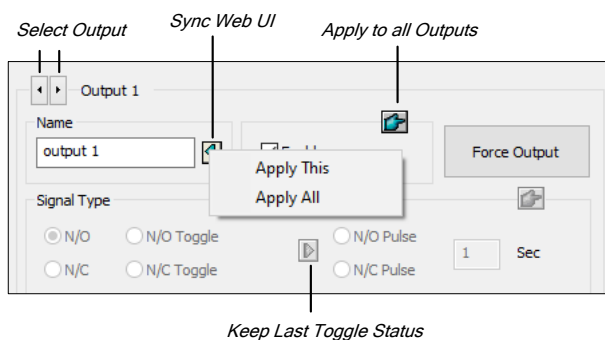 Select Output
Sync Web UI
Apply to all Outputs
Output 1
Name
output 1
Force Output
Apply This
Apply All
Signal Type
N/O
N/O Toggle
N/O Pulse
1
Sec
N/C
N/C Toggle
N/C Pulse
Keep Last Toggle Status